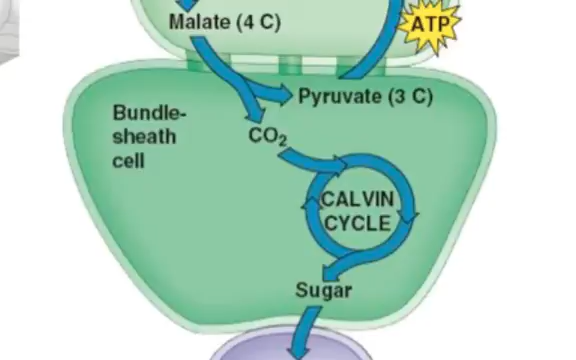 Malate (4 C)
ATP
Pyruvate (3 C)
Bundle-
sheath
cell
CO₂
CALVIN
CYCLE
Sugar